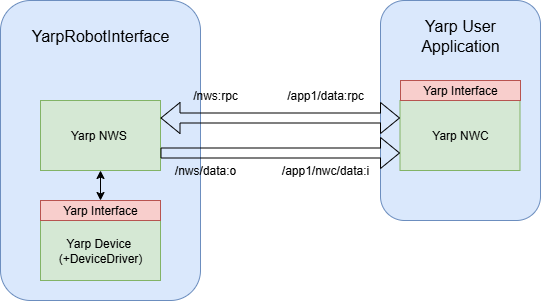 YarpRobotInterface
Yarp User
Application
/nws:rpc
/app1/data:rpc
Yarp Interface
Yarp NWS
Yarp NWC
/nws/data:o
/app1/nwc/data:i
Yarp Interface
Yarp Device
(+DeviceDriver)